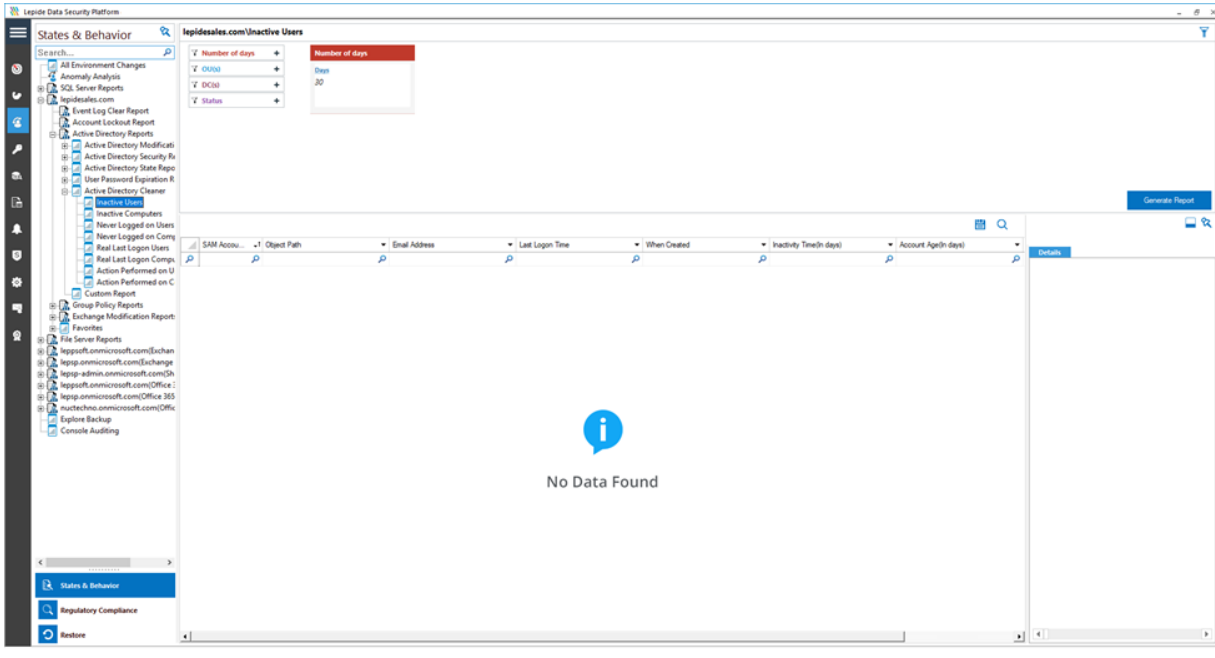 Lepide Data Security Platform
States & Behavior
Search...
All Environment Changes
Anomaly Analysis
SQL Server Reports
lepidesales.com
Event Log Clear Report
Account Lockout Report
Active Directory Reports
Active Directory Modificati
Active Directory Security Re
Active Directory State Repo
User Password Expiration R
Active Directory Cleaner
Inactive Users
Inactive Computers
Never Logged on Users
Never Logged on Comp
Real Last Logon Users
Real Last Logon Compu
Action Performed on U
Action Performed on C
Custom Report
Group Policy Reports
Exchange Modification Reports
Favorites
File Server Reports
leppsoft.onmicrosoft.com(Exchan
lepsp.onmicrosoft.com(Exchange
lepsp-admin.onmicrosoft.com(Sh
leppsoft.onmicrosoft.com(Office 3
lepsp.onmicrosoft.com(Office 365
nuctechno.onmicrosoft.com(Offic
Explore Backup
Console Auditing
States & Behavior
Regulatory Compliance
Restore
lepidesales.com\Inactive Users
Number of days +
OU(s) +
DC(s) +
Status +
Number of days
Days
30
Generate Report
SAM Accou... Object Path Email Address Last Logon Time When Created Inactivity Time(In days) Account Age(In days)
No Data Found
Details